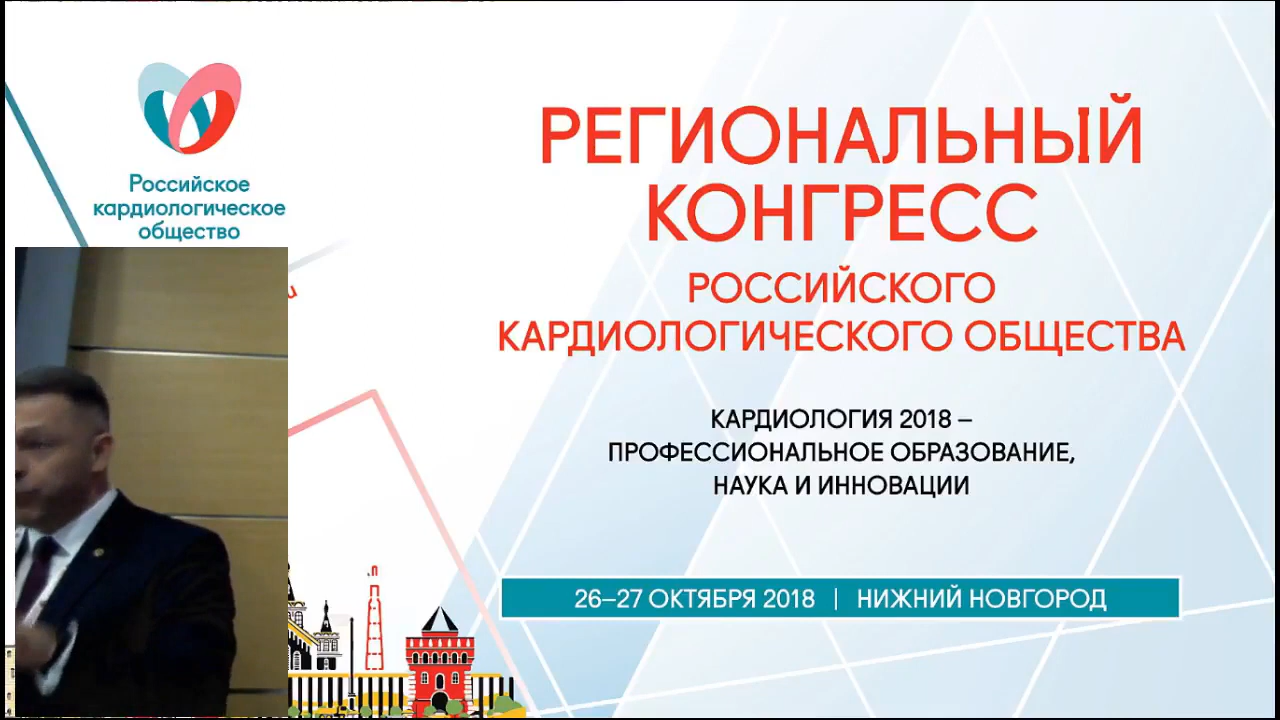 Российское
кардиологическое
общество
РЕГИОНАЛЬНЫЙ
КОНГРЕСС
РОССИЙСКОГО
КАРДИОЛОГИЧЕСКОГО ОБЩЕСТВА
КАРДИОЛОГИЯ 2018 –
ПРОФЕССИОНАЛЬНОЕ ОБРАЗОВАНИЕ,
НАУКА И ИННОВАЦИИ
26–27 ОКТЯБРЯ 2018 | НИЖНИЙ НОВГОРОД